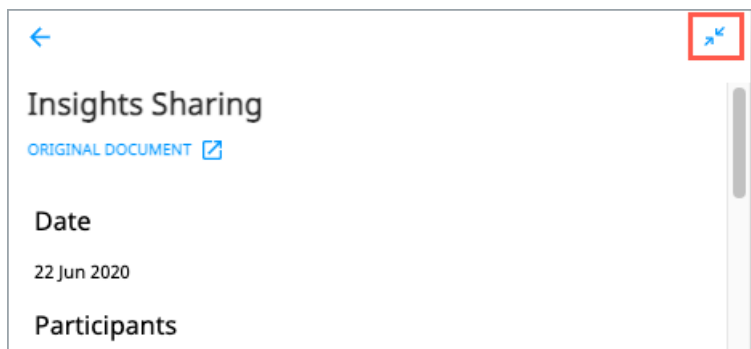 Insights Sharing
ORIGINAL DOCUMENT
Date
22 Jun 2020
Participants